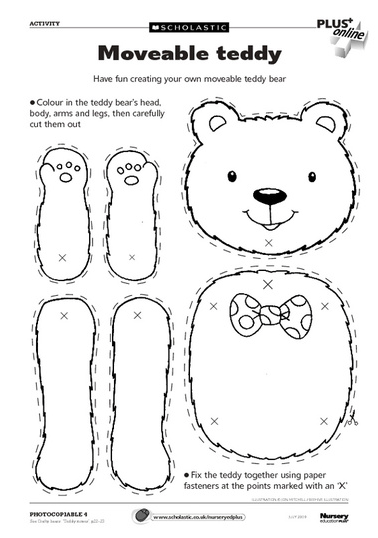 ACTIVITY
SCHOLASTIC
PLUS+
online
Moveable teddy
Have fun creating your own moveable teddy bear
● Colour in the teddy bear's head,
body, arms and legs, then carefully
cut them out
X X
X
X
X X
X X
X X
● Fix the teddy together using paper
fasteners at the points marked with an 'X'
PHOTOCOPIABLE 4
www.scholastic.co.uk/nurseryedplus
Nursery
education PLUS